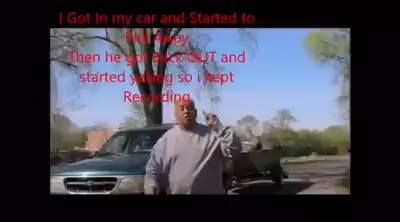 I Got In my car and Started to
Pull Away
Then he got Back OUT and
started yelling so i kept
Recording